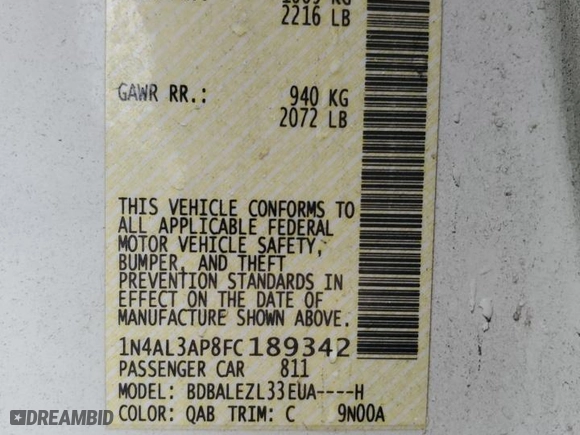 2216 LB
GAWR RR.: 940 KG
2072 LB
THIS VEHICLE CONFORMS TO
ALL APPLICABLE FEDERAL
MOTOR VEHICLE SAFETY,
BUMPER, AND THEFT
PREVENTION STANDARDS IN
EFFECT ON THE DATE OF
MANUFACTURE SHOWN ABOVE.
1N4AL3AP8FC189342
PASSENGER CAR 811
MODEL: BDBALEZL33EUA----H
COLOR: QAB TRIM: C 9N00A
DREAMBID